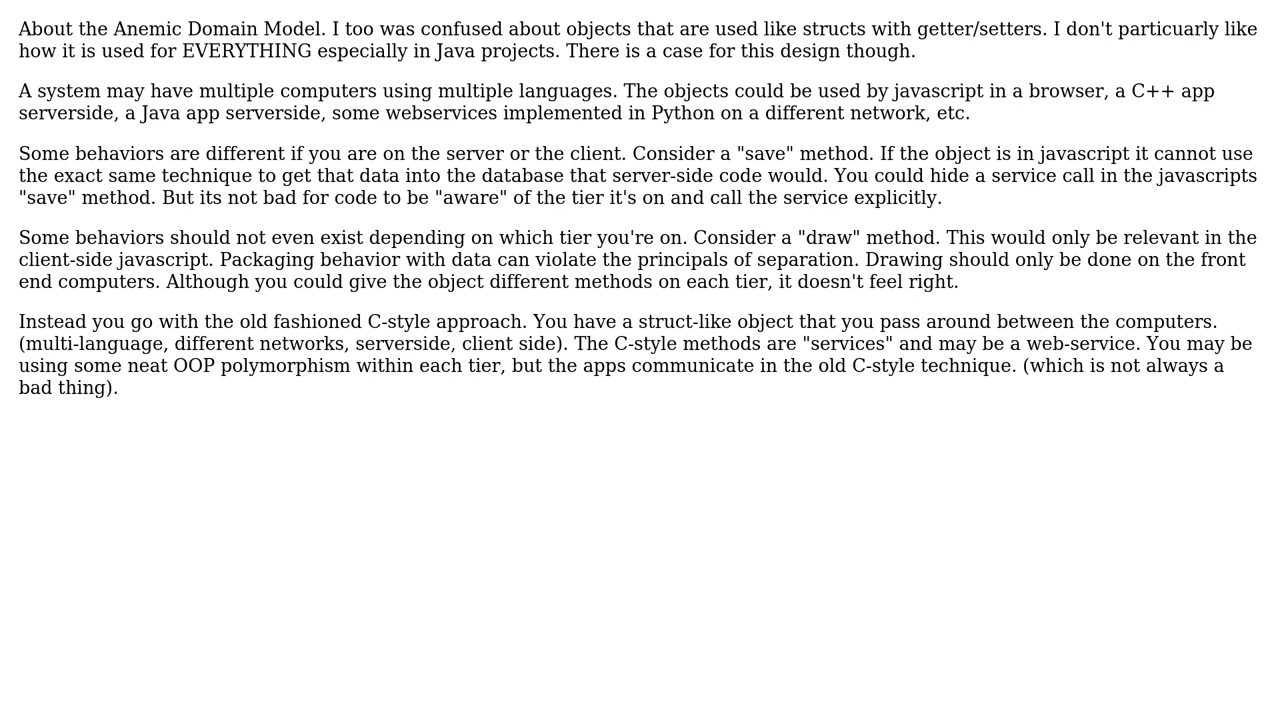 About the Anemic Domain Model. I too was confused about objects that are used like structs with getter/setters. I don't particuarly like
how it is used for EVERYTHING especially in Java projects. There is a case for this design though.
A system may have multiple computers using multiple languages. The objects could be used by javascript in a browser, a C++ app
serverside, a Java app serverside, some webservices implemented in Python on a different network, etc.
Some behaviors are different if you are on the server or the client. Consider a "save" method. If the object is in javascript it cannot use
the exact same technique to get that data into the database that server-side code would. You could hide a service call in the javascripts
"save" method. But its not bad for code to be "aware" of the tier it's on and call the service explicitly.
Some behaviors should not even exist depending on which tier you're on. Consider a "draw" method. This would only be relevant in the
client-side javascript. Packaging behavior with data can violate the principals of separation. Drawing should only be done on the front
end computers. Although you could give the object different methods on each tier, it doesn't feel right.
Instead you go with the old fashioned C-style approach. You have a struct-like object that you pass around between the computers.
(multi-language, different networks, serverside, client side). The C-style methods are "services" and may be a web-service. You may be
using some neat OOP polymorphism within each tier, but the apps communicate in the old C-style technique. (which is not always a
bad thing).